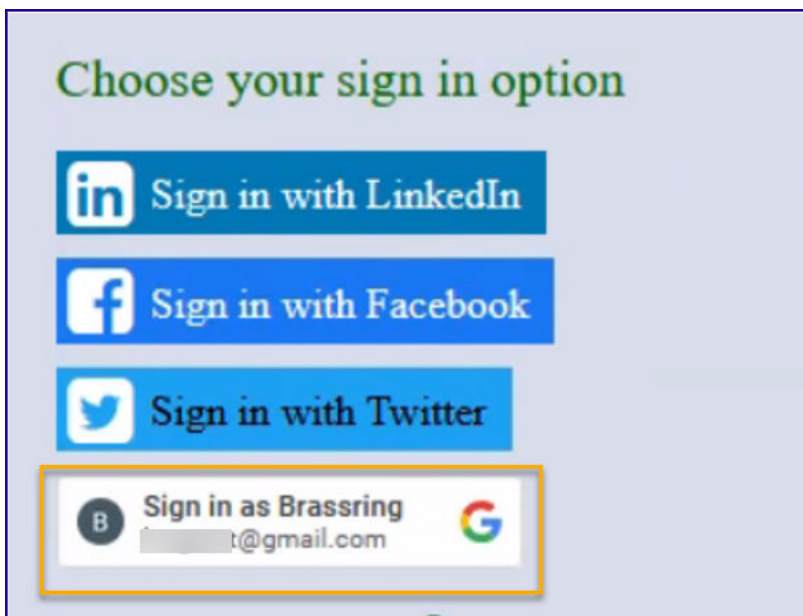 Choose your sign in option
in Sign in with LinkedIn
f Sign in with Facebook
Sign in with Twitter
B Sign in as Brassring G
t@gmail.com